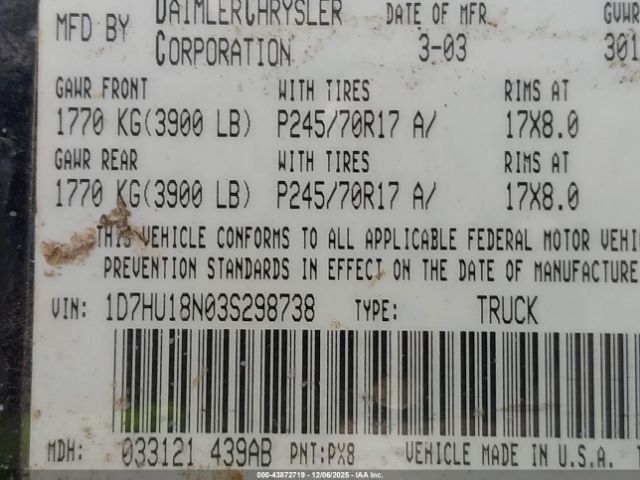 MFD BY DAIMLERCHRYSLER DATE OF MFR GVWR
CORPORATION 3-03 301
GAWR FRONT WITH TIRES RIMS AT
1770 KG(3900 LB) P245/70R17 A/ 17X8.0
GAWR REAR WITH TIRES RIMS AT
1770 KG(3900 LB) P245/70R17 A/ 17X8.0
THIS VEHICLE CONFORMS TO ALL APPLICABLE FEDERAL MOTOR VEHI
PREVENTION STANDARDS IN EFFECT ON THE DATE OF MANUFACTURE
VIN: 1D7HU18N03S298738 TYPE: TRUCK
MDH: 033121 439AB PNT:PX8 VEHICLE MADE IN U.S.A.
000-43872719 - 12/06/2025 - IAAI.COM